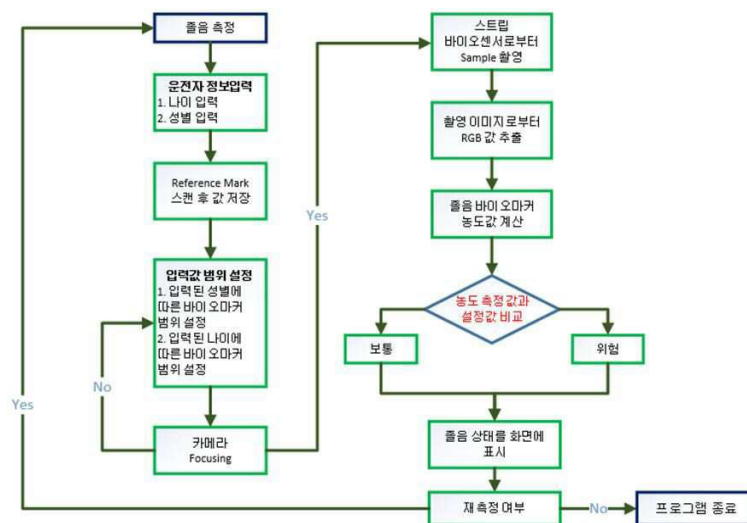 졸음 측정
운전자 정보입력
1. 나이 입력
2. 성별 입력
Reference Mark
스캔 후 값 저장
입력값 범위 설정
1. 입력된 성별에
따른 바이오마커
범위 설정
2. 입력된 나이에
따른 바이오마커
범위 설정
No
카메라
Focusing
Yes
Yes
스트립
바이오센서로부터
Sample 촬영
촬영 이미지로부터
RGB 값 추출
졸음 바이오마커
농도값 계산
농도 측정 값과
설정값 비교
보통
위험
졸음 상태를 화면에
표시
재 측정 여부
No
프로그램 종료